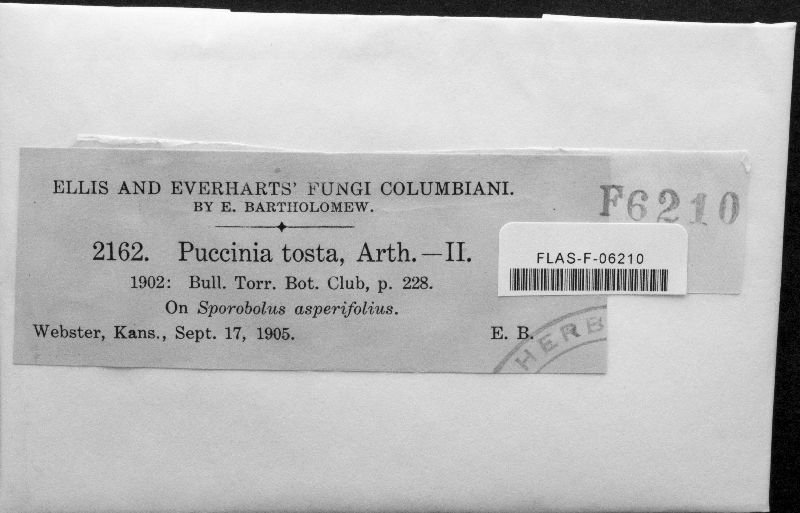 ELLIS AND EVERHARTS' FUNGI COLUMBIANI.
BY E. BARTHOLOMEW.
F6210
2162. Puccinia tosta, Arth.—II.
FLAS-F-06210
1902: Bull. Torr. Bot. Club, p. 228.
On Sporobolus asperifolius.
Webster, Kans., Sept. 17, 1905. E. B.
HERB